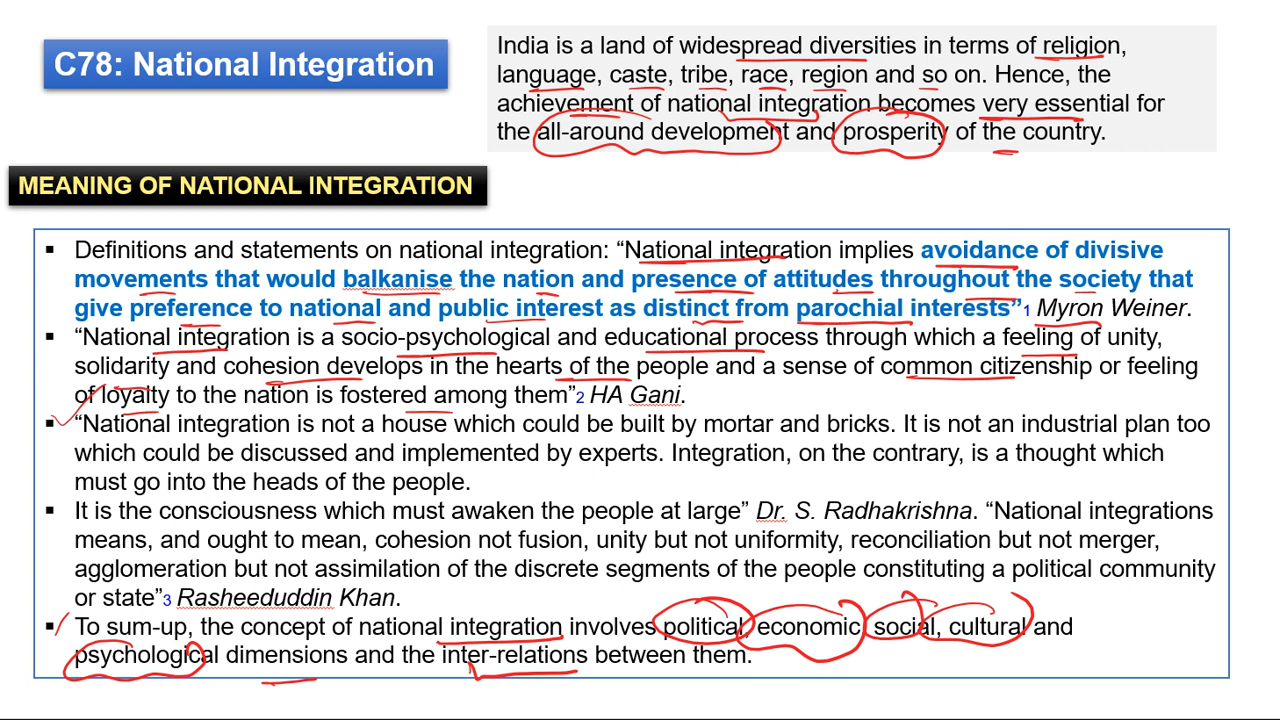 C78: National Integration
India is a land of widespread diversities in terms of religion,
language, caste, tribe, race, region and so on. Hence, the
achievement of national integration becomes very essential for
the all-around development and prosperity of the country.
MEANING OF NATIONAL INTEGRATION
▪ Definitions and statements on national integration: “National integration implies avoidance of divisive
movements that would balkanise the nation and presence of attitudes throughout the society that
give preference to national and public interest as distinct from parochial interests”1 Myron Weiner.
▪ “National integration is a socio-psychological and educational process through which a feeling of unity,
solidarity and cohesion develops in the hearts of the people and a sense of common citizenship or feeling
of loyalty to the nation is fostered among them”2 HA Gani.
▪ “National integration is not a house which could be built by mortar and bricks. It is not an industrial plan too
which could be discussed and implemented by experts. Integration, on the contrary, is a thought which
must go into the heads of the people.
▪ It is the consciousness which must awaken the people at large” Dr. S. Radhakrishna. “National integrations
means, and ought to mean, cohesion not fusion, unity but not uniformity, reconciliation but not merger,
agglomeration but not assimilation of the discrete segments of the people constituting a political community
or state”3 Rasheeduddin Khan.
▪ To sum-up, the concept of national integration involves political, economic, social, cultural and
psychological dimensions and the inter-relations between them.